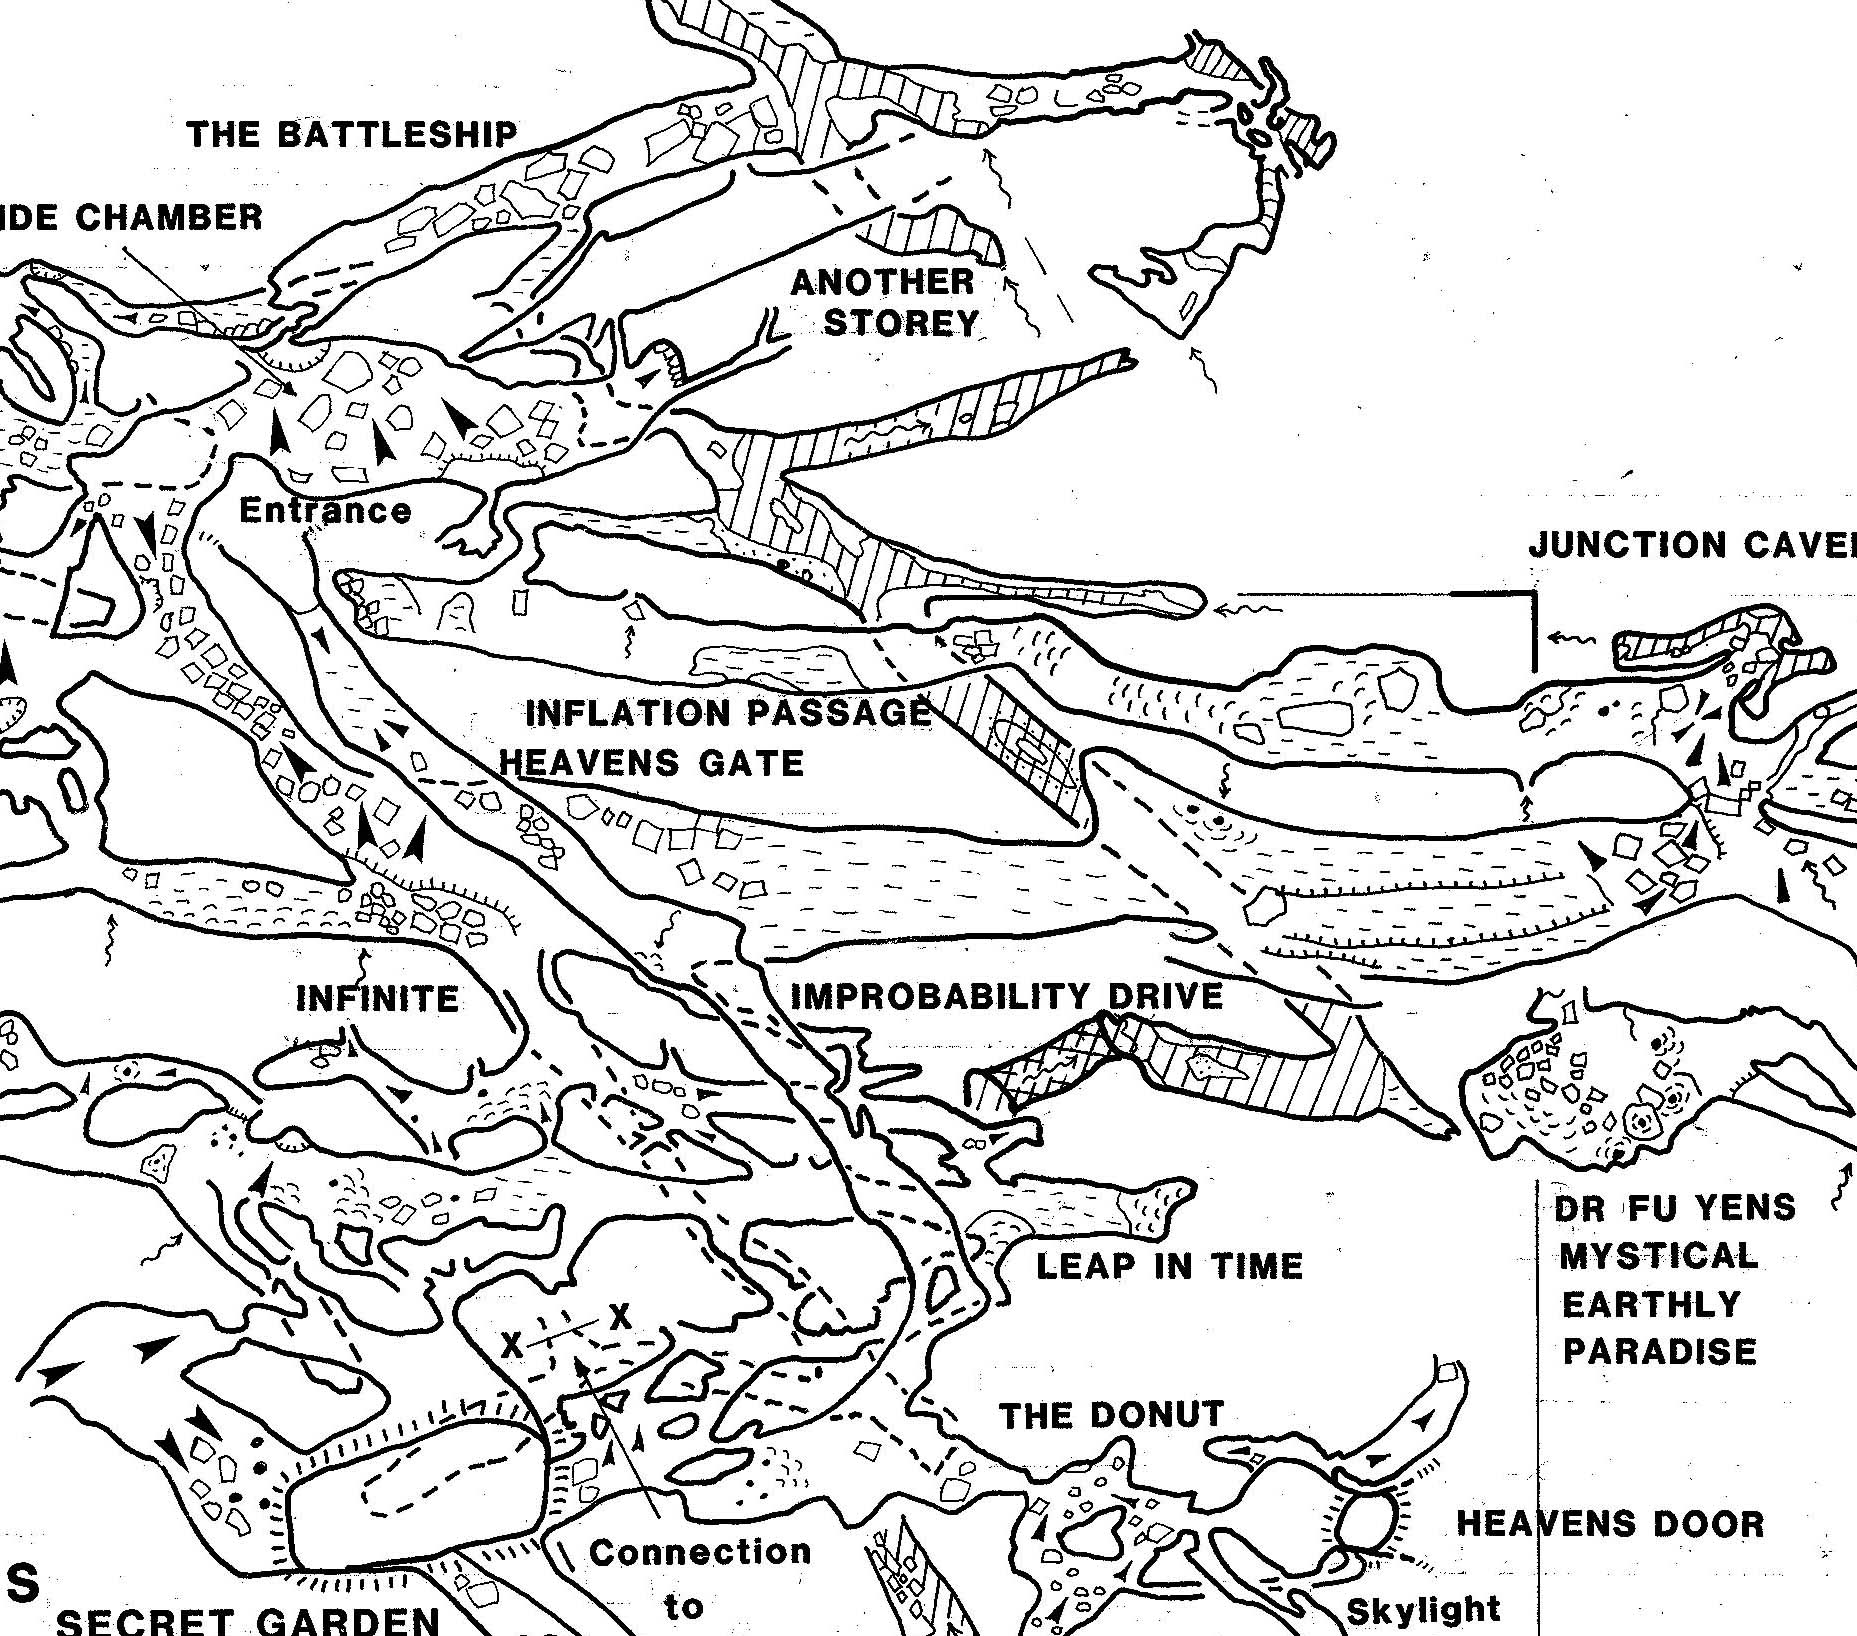 THE BATTLESHIP
IDE CHAMBER
ANOTHER
STOREY
Entrance
JUNCTION CAVE
INFLATION PASSAGE
HEAVENS GATE
INFINITE
IMPROBABILITY DRIVE
DR FU YENS
MYSTICAL
EARTHLY
PARADISE
LEAP IN TIME
X X
THE DONUT
HEAVENS DOOR
Connection
to
S
SECRET GARDEN
Skylight